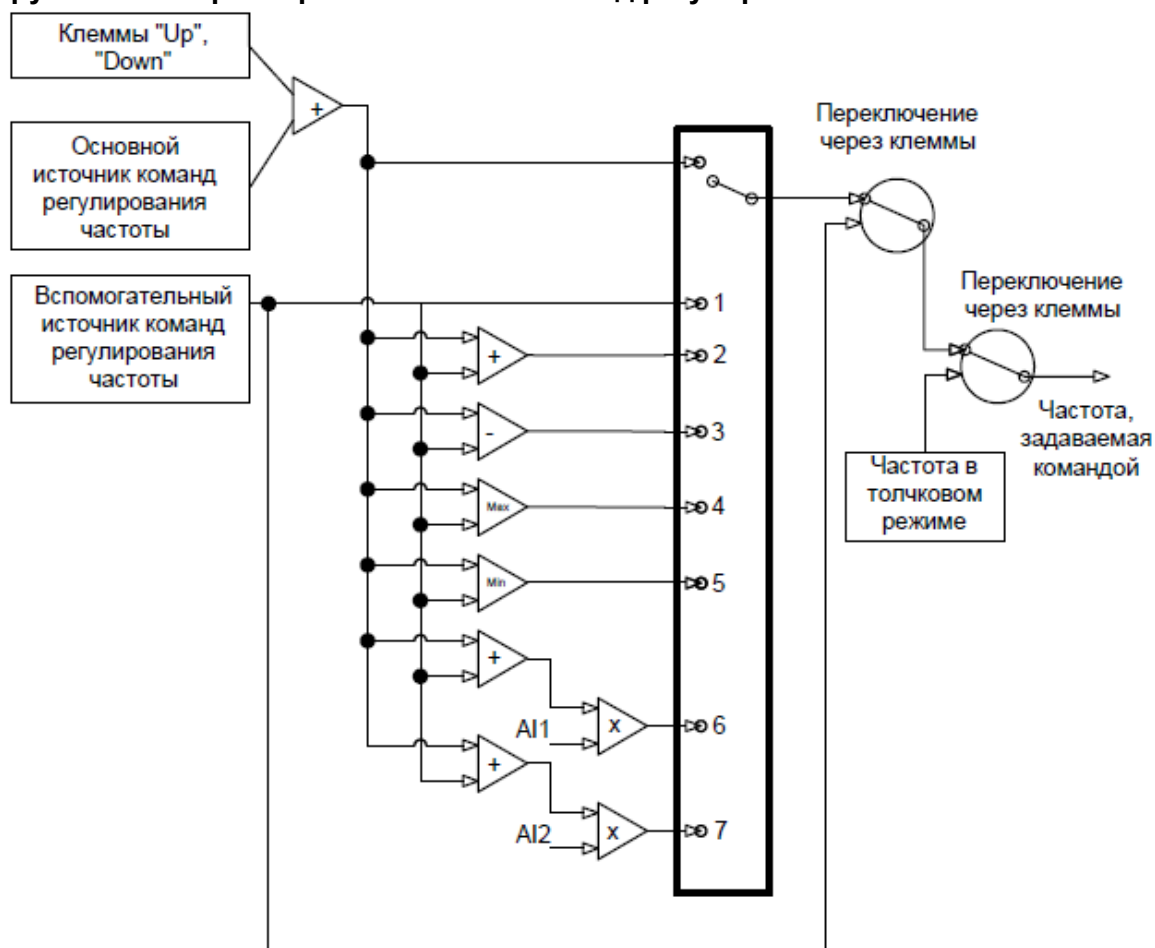 Клеммы "Up",
"Down"
+
Основной
источник команд
регулирования
частоты
Переключение
через клеммы
Вспомогательный
источник команд
регулирования
частоты
1
Переключение
через клеммы
+
2
-
3
Частота,
задаваемая
командой
Max
4
Частота в
толчковом
режиме
Min
5
+
AI1
x
6
+
AI2
x
7